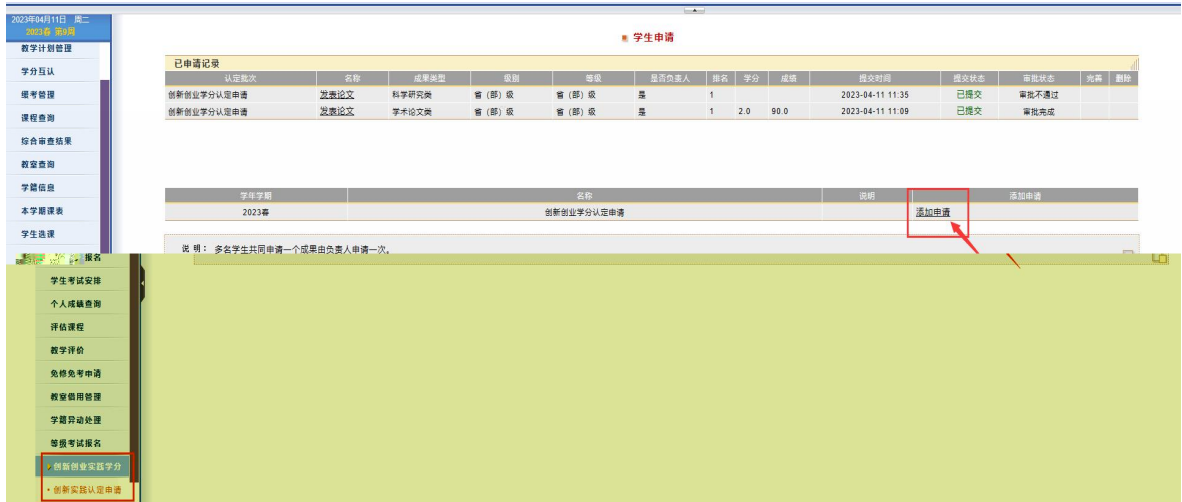 2023年04月11日 周二
2023春 第9周
教学计划管理
学分互认
缓考管理
课程查询
综合审查结果
教室查询
学籍信息
本学期课表
学生选课
报名
学生考试安排
个人成绩查询
评估课程
教学评价
免修免考申请
教室借用管理
学籍异动处理
等级考试报名
创新创业实践学分
• 创新实践认定申请
学生申请
已申请记录
认定批次 名称 成果类型 级别 等级 是否负责人 排名 学分 成绩 提交时间 提交状态 审批状态 完善 删除
创新创业学分认定申请 发表论文 科学研究类 省（部）级 省（部）级 是 1 2023-04-11 11:35 已提交 审批不通过
创新创业学分认定申请 发表论文 学术论文类 省（部）级 省（部）级 是 1 2.0 90.0 2023-04-11 11:09 已提交 审批完成
学年学期 名称 说明 添加申请
2023春 创新创业学分认定申请 添加申请
说 明： 多名学生共同申请一个成果由负责人申请一次。